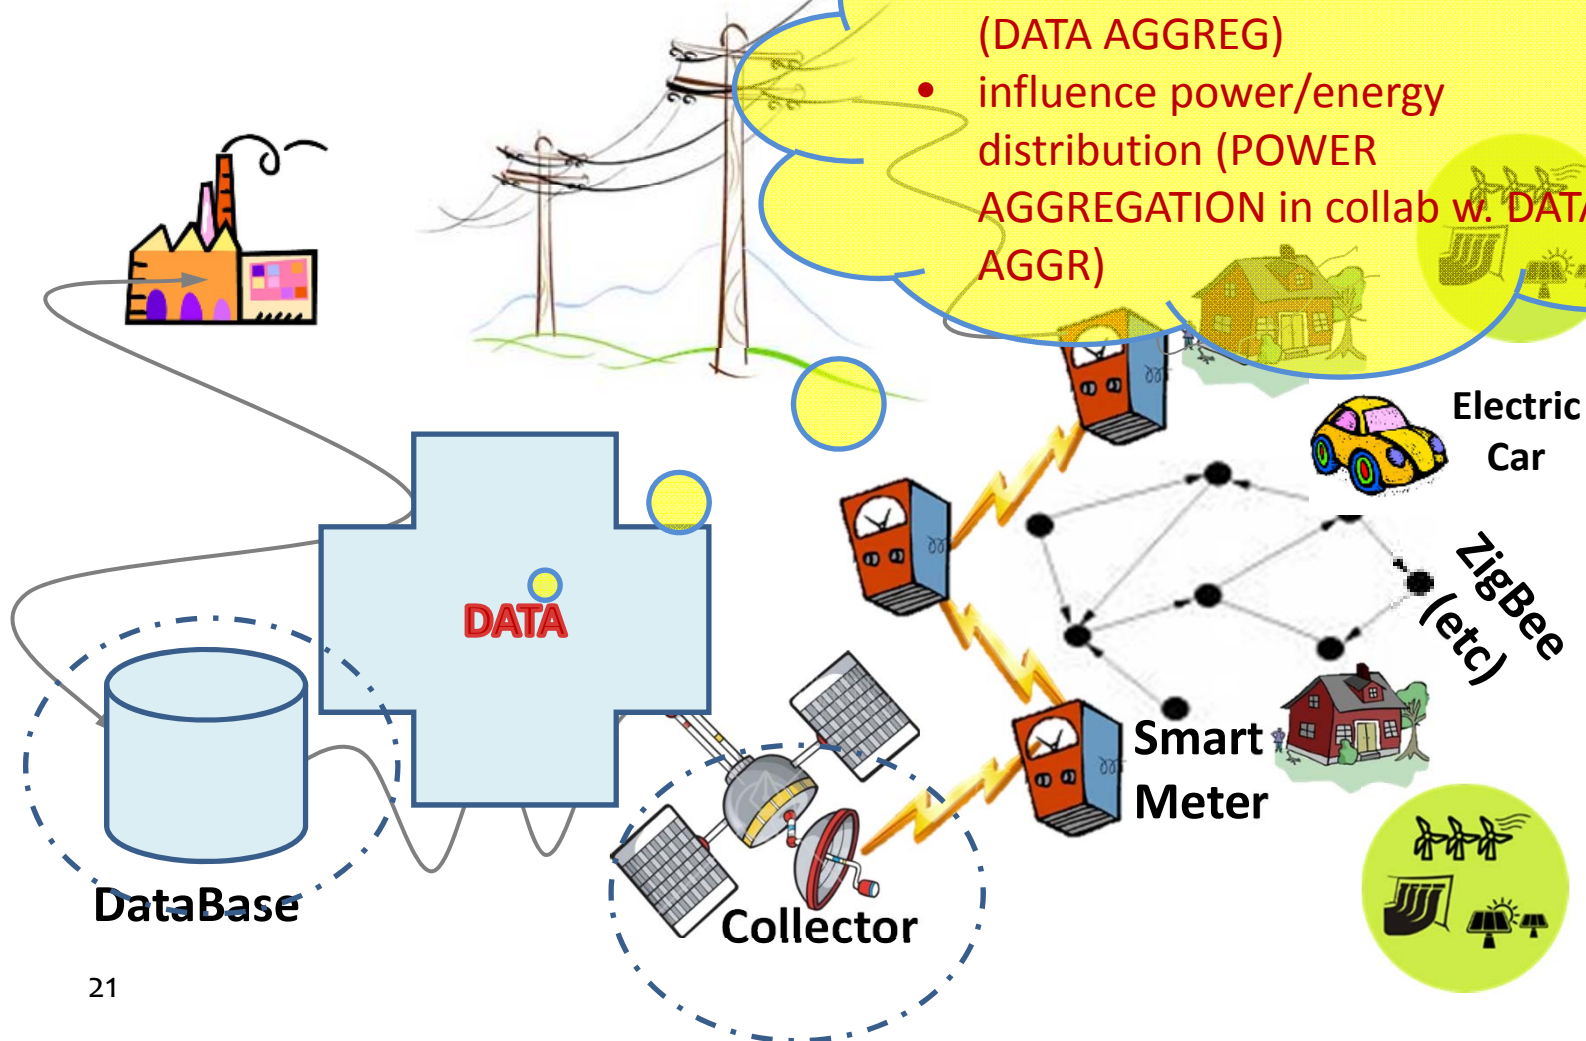 (DATA AGGREG)
• influence power/energy
distribution (POWER
AGGREGATION in collab w. DATA
AGGR)
Electric
Car
ZigBee
(etc)
DATA
Smart
Meter
DataBase
Collector
21